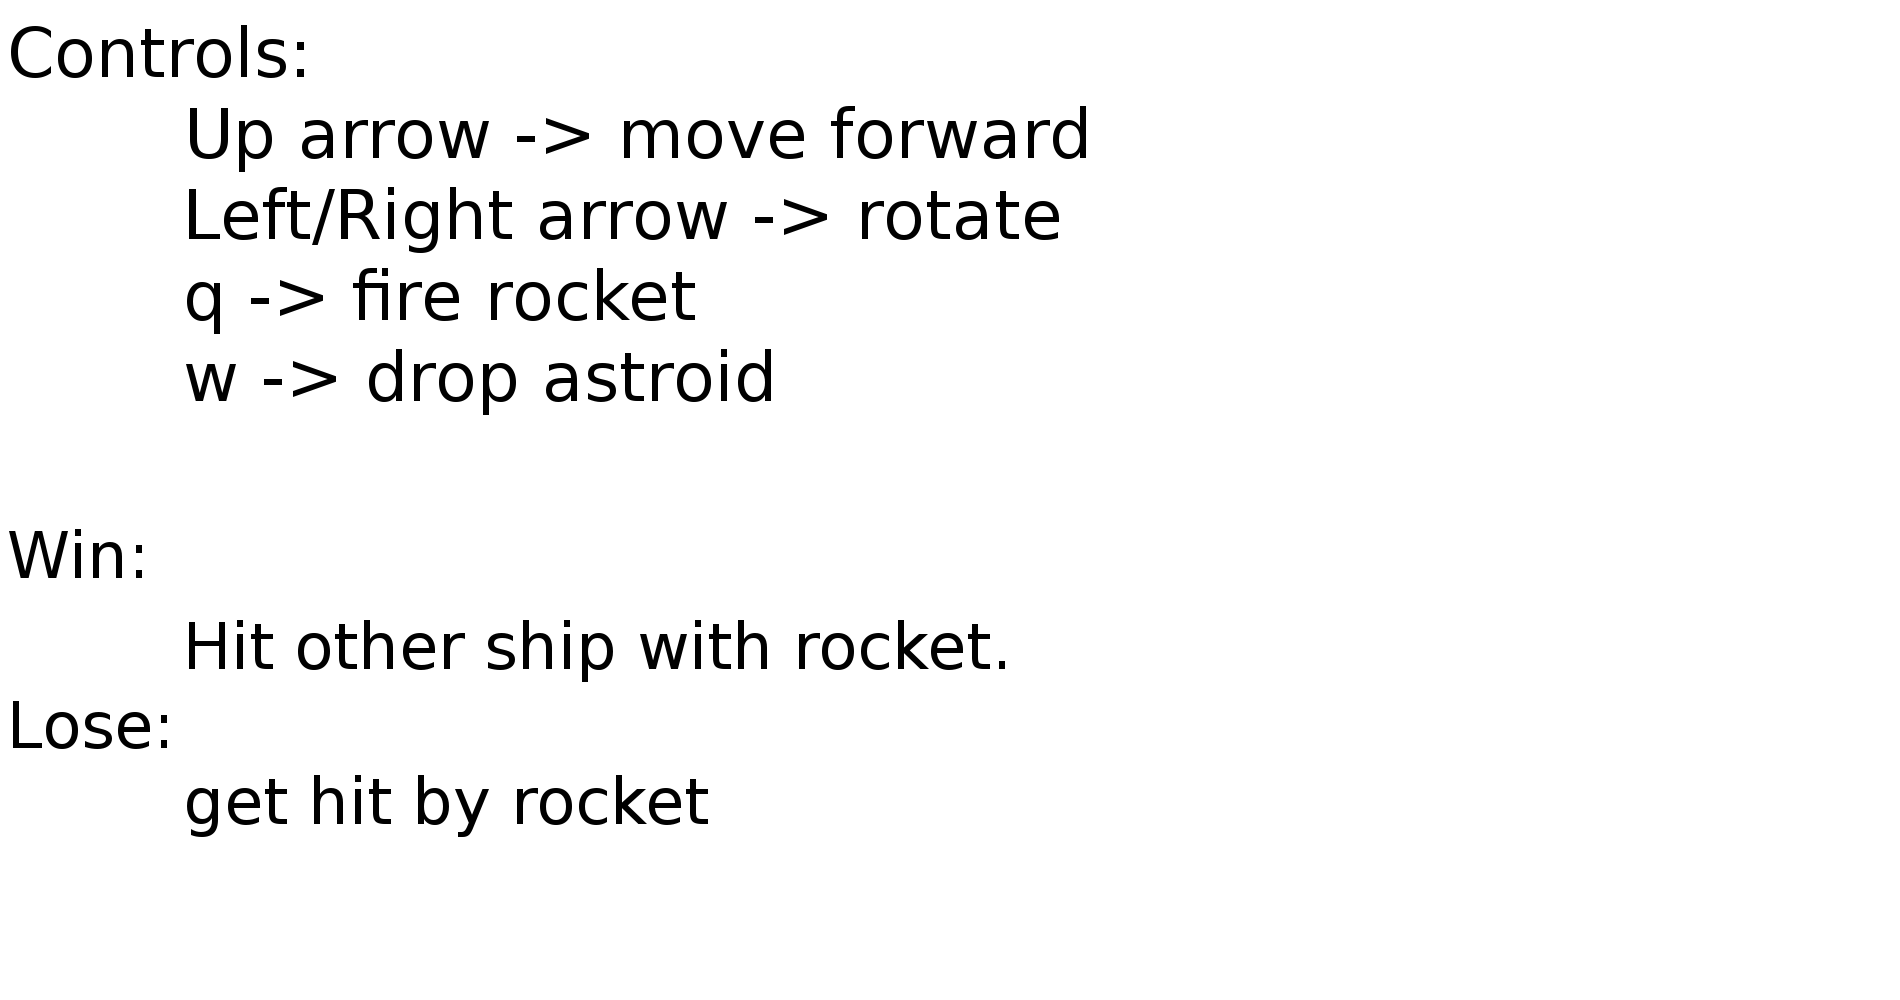 Controls:
Up arrow -> move forward
Left/Right arrow -> rotate
q -> fire rocket
w -> drop astroid
Win:
Hit other ship with rocket.
Lose:
get hit by rocket